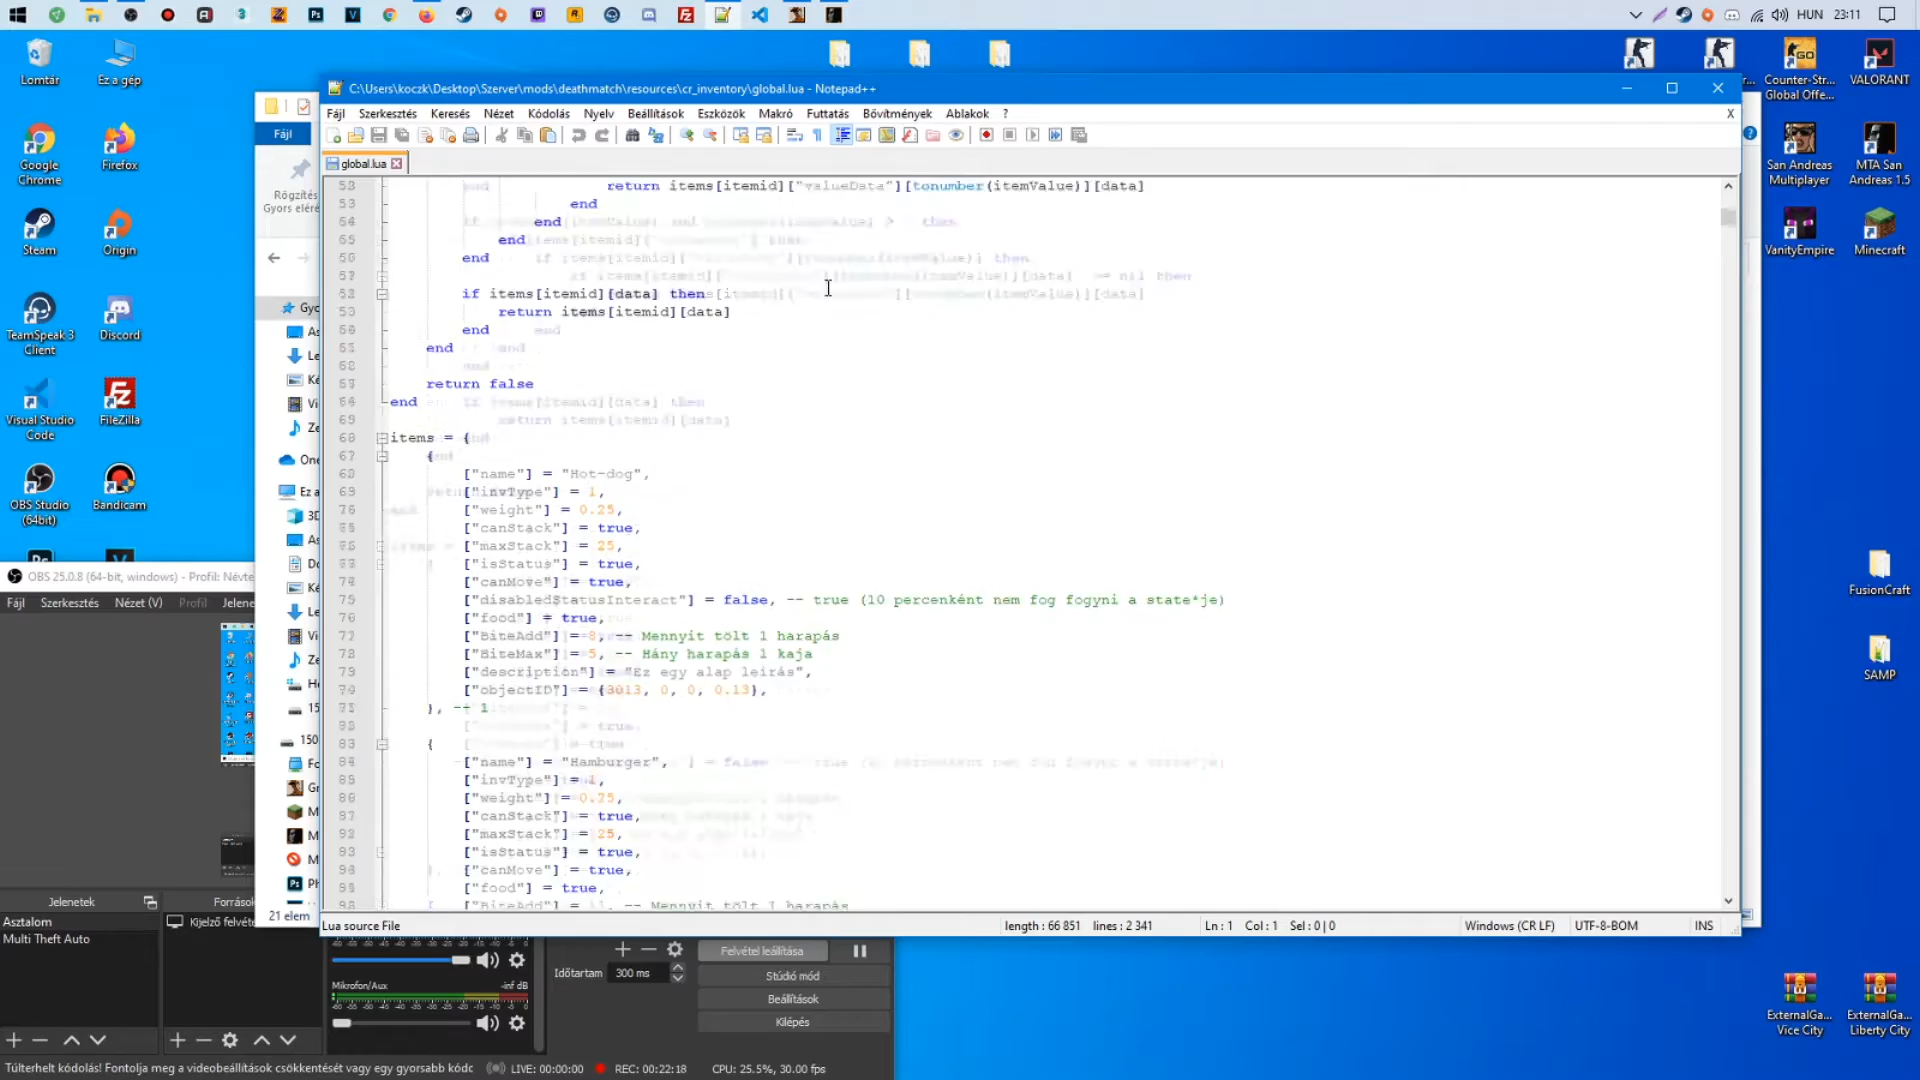 HUN 23:11
Lomtár
Ez a gép
Google Chrome
Firefox
Steam
Origin
TeamSpeak 3 Client
Discord
Visual Studio Code
FileZilla
OBS Studio (64bit)
Bandicam
Counter-Str... Global Offe...
VALORANT
San Andreas Multiplayer
MTA San Andreas 1.5
VanityEmpire
Minecraft
FusionCraft
SAMP
ExternalGa... Vice City
ExternalGa... Liberty City
Fájl
Rögzítés
Gyors elére
21 elem
C:\Users\koczk\Desktop\Szerver\mods\deathmatch\resources\cr_inventory\global.lua - Notepad++
Fájl Szerkesztés Keresés Nézet Kódolás Nyelv Beállítások Eszközök Makró Futtatás Bővítmények Ablakok ? X
global.lua
return items[itemid]["valueData"][tonumber(itemValue)][data]
end
end
end
end
if items[itemid][data] then
return items[itemid][data]
end
end
return false
end
items = {
{
["name"] = "Hot-dog",
["invType"] = 1,
["weight"] = 0.25,
["canStack"] = true,
["maxStack"] = 25,
["isStatus"] = true,
["canMove"] = true,
["disabledStatusInteract"] = false, -- true (10 percenként nem fog fogyni a state*je)
["food"] = true,
["BiteAdd"] = 8, -- Mennyit tölt 1 harapás
["BiteMax"] = 5, -- Hány harapás 1 kaja
["description"] = "Ez egy alap leírás",
["objectID"] = {3013, 0, 0, 0.13},
}, -- 1
{
["name"] = "Hamburger",
["invType"] = 1,
["weight"] = 0.25,
["canStack"] = true,
["maxStack"] = 25,
["isStatus"] = true,
["canMove"] = true,
["food"] = true,
Lua source File
length : 66 851 lines : 2 341
Ln : 1 Col : 1 Sel : 0 | 0
Windows (CR LF)
UTF-8-BOM
INS
OBS 25.0.8 (64-bit, windows) - Profil: Névte
Fájl Szerkesztés Nézet (V) Profil Jelene
Jelenetek
Asztalom
Multi Theft Auto
Források
Kijelző felvéte
Mikrofon/Aux
-inf dB
Időtartam 300 ms
Felvétel leállítása
Stúdió mód
Beállítások
Kilépés
Túlterhelt kódolás! Fontolja meg a videobeállítások csökkentését vagy egy gyorsabb kódc
LIVE: 00:00:00
REC: 00:22:18
CPU: 25.5%, 30.00 fps